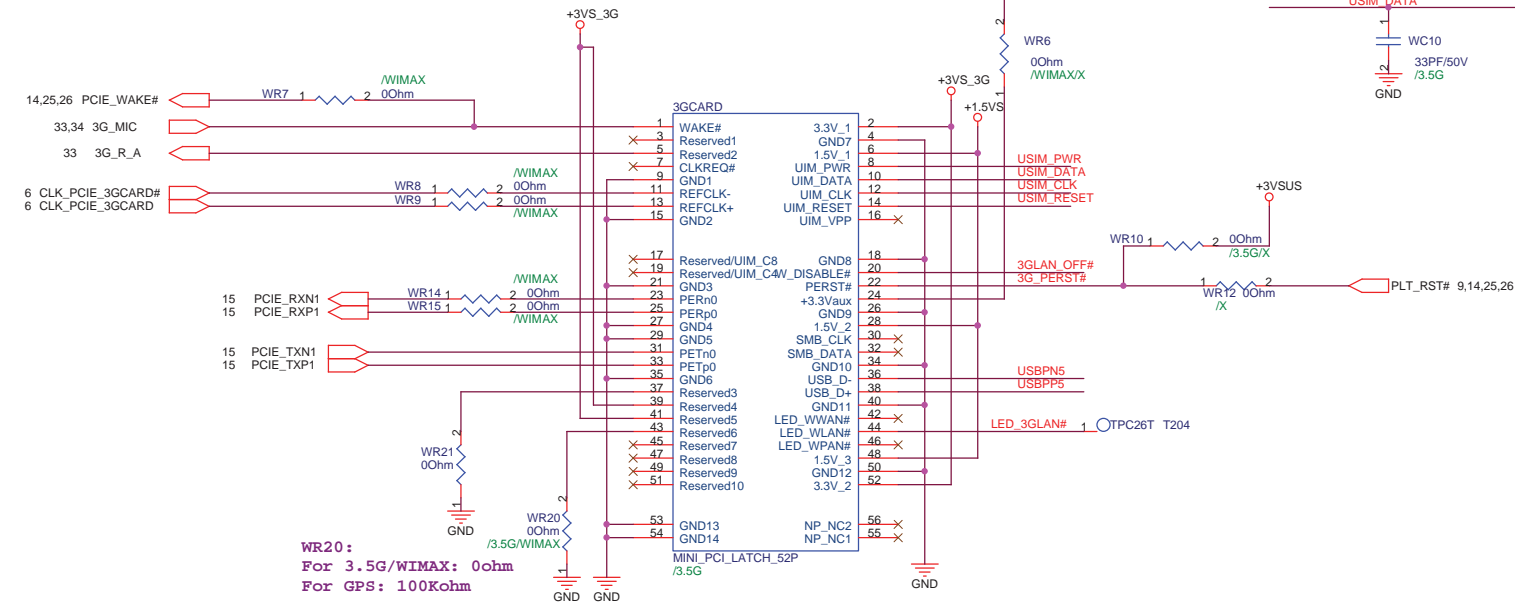 +3VS_3G
USIM_DATA
2
WR6
0Ohm
/WIMAX/X
1
1
WC10
33PF/50V
/3.5G
2
GND
/WIMAX
14,25,26 PCIE_WAKE# WR7 1 2 0Ohm
33,34 3G_MIC
33 3G_R_A
+3VS_3G
+1.5VS
3GCARD
/WIMAX
6 CLK_PCIE_3GCARD# WR8 1 2 0Ohm
6 CLK_PCIE_3GCARD WR9 1 2 0Ohm
/WIMAX
1 WAKE# 3.3V_1 2
3 Reserved1 GND7 4
5 Reserved2 1.5V_1 6
7 CLKREQ# UIM_PWR 8 USIM_PWR
9 GND1 UIM_DATA 10 USIM_DATA
11 REFCLK- UIM_CLK 12 USIM_CLK
13 REFCLK+ UIM_RESET 14 USIM_RESET
15 GND2 UIM_VPP 16
17 Reserved/UIM_C8 GND8 18
19 Reserved/UIM_C4 W_DISABLE# 20 3GLAN_OFF#
21 GND3 PERST# 22 3G_PERST#
23 PERn0 +3.3Vaux 24
25 PERp0 GND9 26
27 GND4 1.5V_2 28
29 GND5 SMB_CLK 30
31 PETn0 SMB_DATA 32
33 PETp0 GND10 34
35 GND6 USB_D- 36 USBPN5
37 Reserved3 USB_D+ 38 USBPP5
39 Reserved4 GND11 40
41 Reserved5 LED_WWAN# 42
43 Reserved6 LED_WLAN# 44 LED_3GLAN# 1 TPC26T T204
45 Reserved7 LED_WPAN# 46
47 Reserved8 1.5V_3 48
49 Reserved9 GND12 50
51 Reserved10 3.3V_2 52
53 GND13 NP_NC2 56
54 GND14 NP_NC1 55
MINI_PCI_LATCH_52P
/3.5G
+3VSUS
WR10 1 2 0Ohm
/3.5G/X
1 2
WR12 0Ohm
/X
PLT_RST# 9,14,25,26
/WIMAX
15 PCIE_RXN1 WR14 1 2 0Ohm
15 PCIE_RXP1 WR15 1 2 0Ohm
/WIMAX
15 PCIE_TXN1
15 PCIE_TXP1
2
WR21
0Ohm
1
GND
2
WR20
0Ohm
/3.5G/WIMAX
1
GND GND
GND
WR20:
For 3.5G/WIMAX: 0ohm
For GPS: 100Kohm